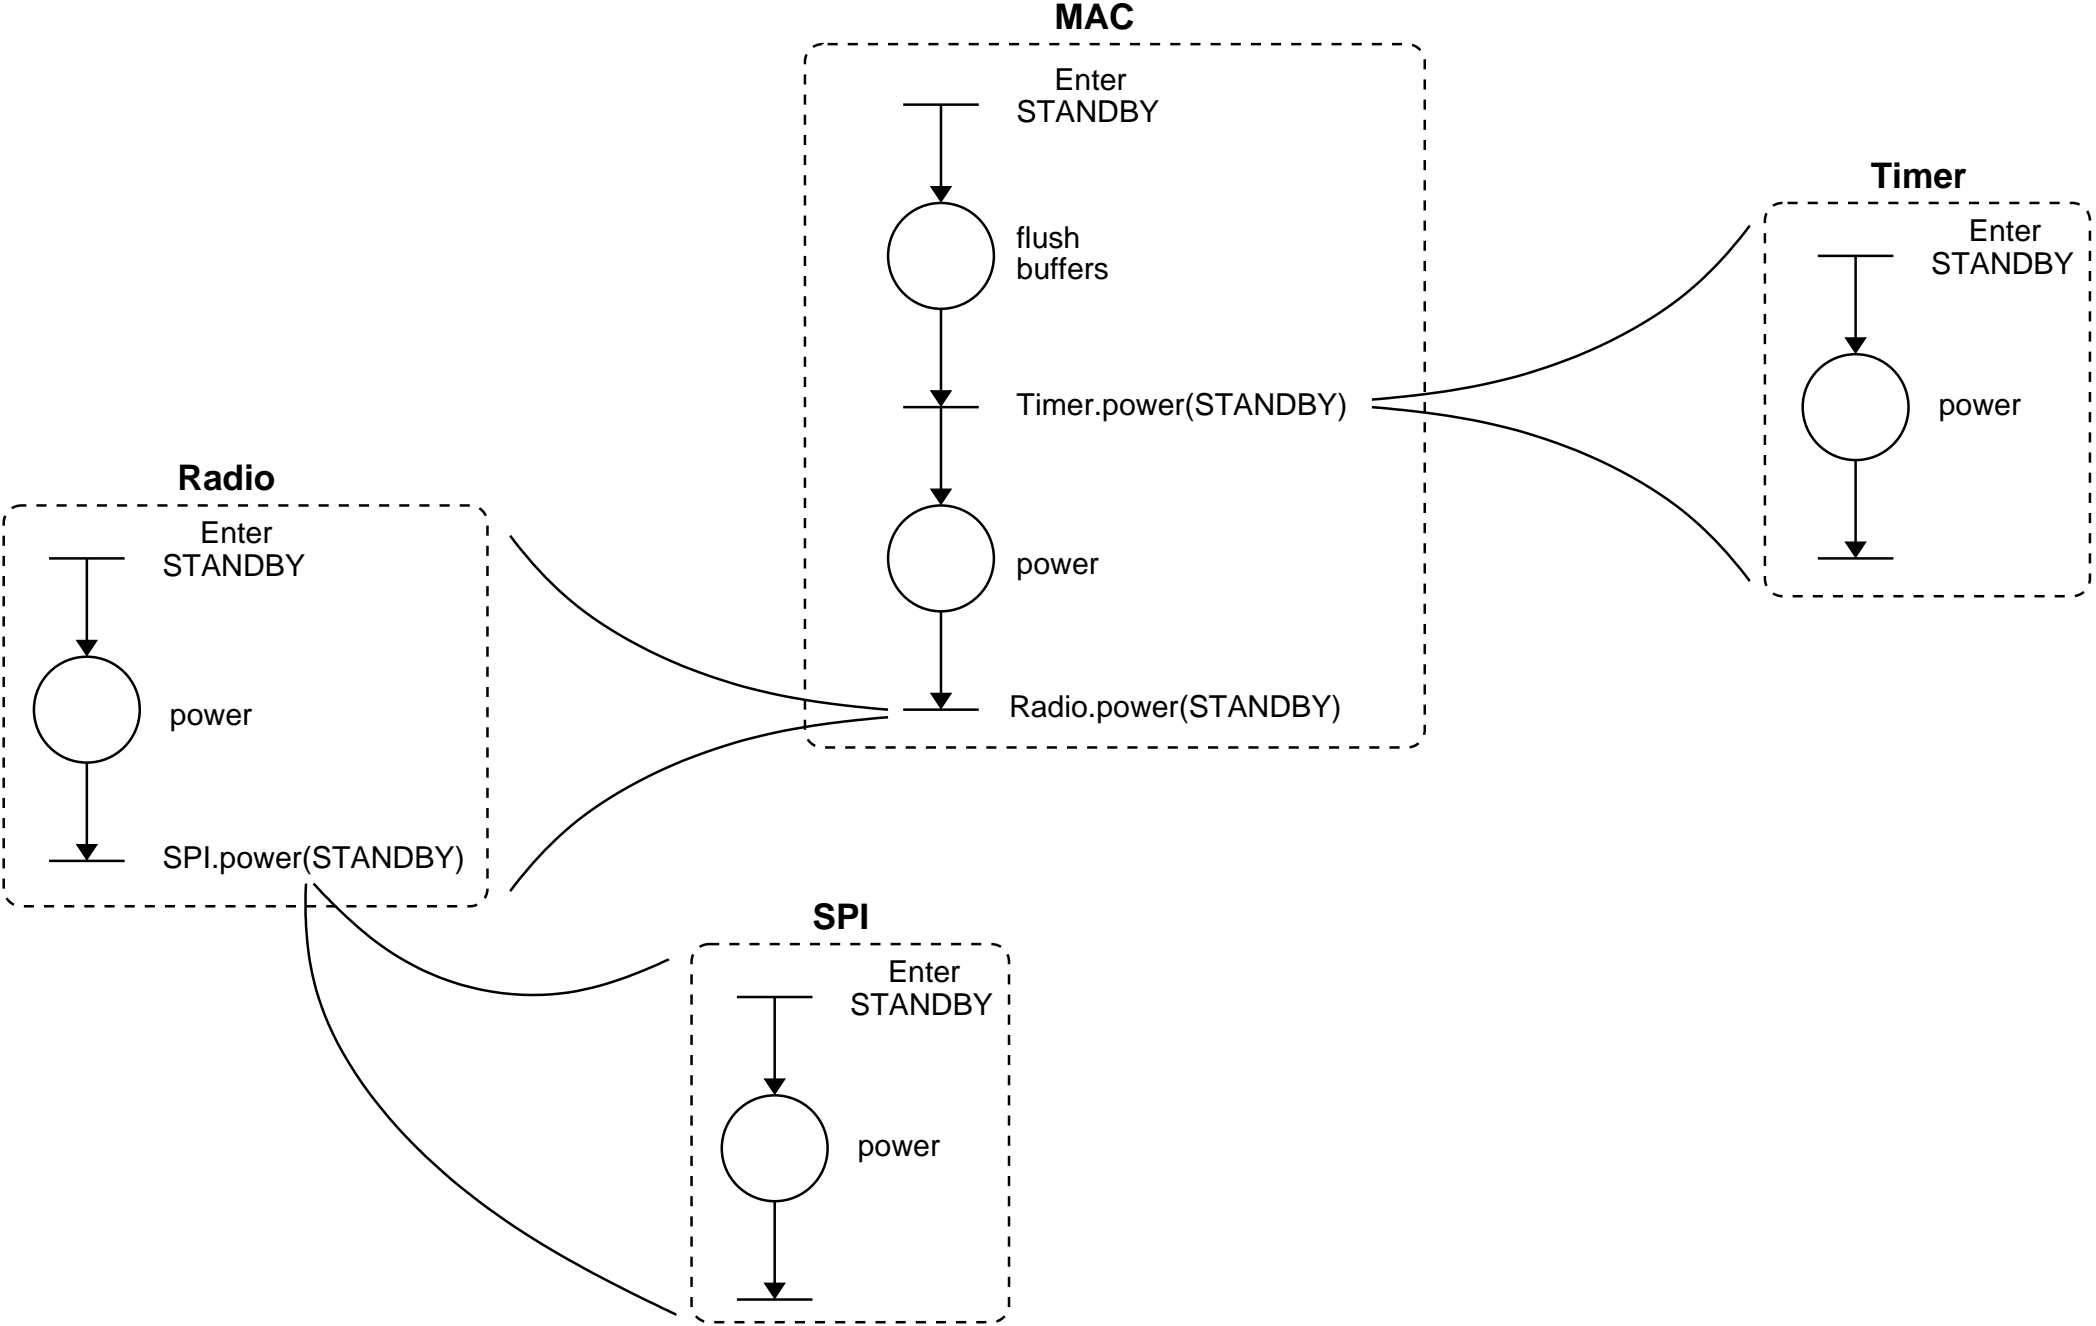 MAC
Enter
STANDBY
flush
buffers
Timer.power(STANDBY)
power
Radio.power(STANDBY)
Timer
Enter
STANDBY
power
Radio
Enter
STANDBY
power
SPI.power(STANDBY)
SPI
Enter
STANDBY
power